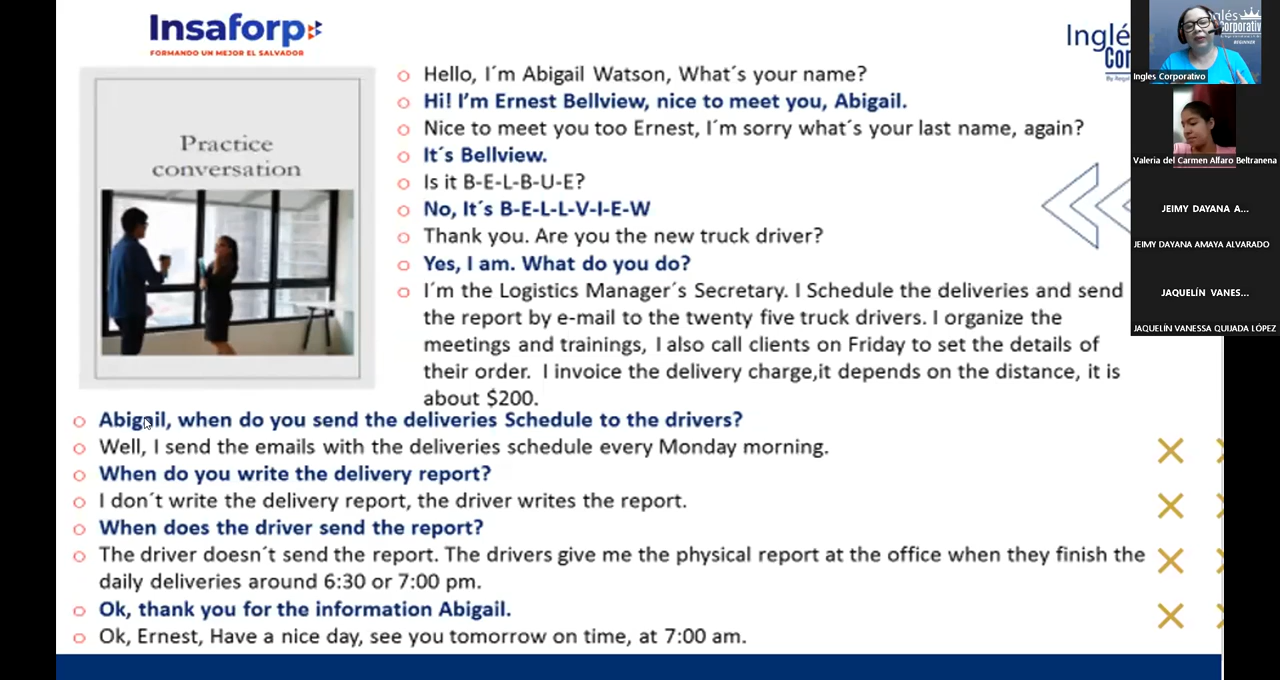 Insaforp
FORMANDO UN MEJOR EL SALVADOR
Practice
conversation
Hello, I´m Abigail Watson, What´s your name?
Hi! I’m Ernest Bellview, nice to meet you, Abigail.
Nice to meet you too Ernest, I´m sorry what´s your last name, again?
It´s Bellview.
Is it B-E-L-B-U-E?
No, It´s B-E-L-L-V-I-E-W
Thank you. Are you the new truck driver?
Yes, I am. What do you do?
I´m the Logistics Manager´s Secretary. I Schedule the deliveries and send
the report by e-mail to the twenty five truck drivers. I organize the
meetings and trainings, I also call clients on Friday to set the details of
their order. I invoice the delivery charge,it depends on the distance, it is
about $200.
Abigail, when do you send the deliveries Schedule to the drivers?
Well, I send the emails with the deliveries schedule every Monday morning.
When do you write the delivery report?
I don´t write the delivery report, the driver writes the report.
When does the driver send the report?
The driver doesn´t send the report. The drivers give me the physical report at the office when they finish the
daily deliveries around 6:30 or 7:00 pm.
Ok, thank you for the information Abigail.
Ok, Ernest, Have a nice day, see you tomorrow on time, at 7:00 am.
Inglé
Cor
Inglés
Corporativo
BEGINNER
Ingles Corporativo
Valeria del Carmen Alfaro Beltranena
JEIMY DAYANA A...
JEIMY DAYANA AMAYA ALVARADO
JAQUELÍN VANES...
JAQUELÍN VANESSA QUIJADA LÓPEZ